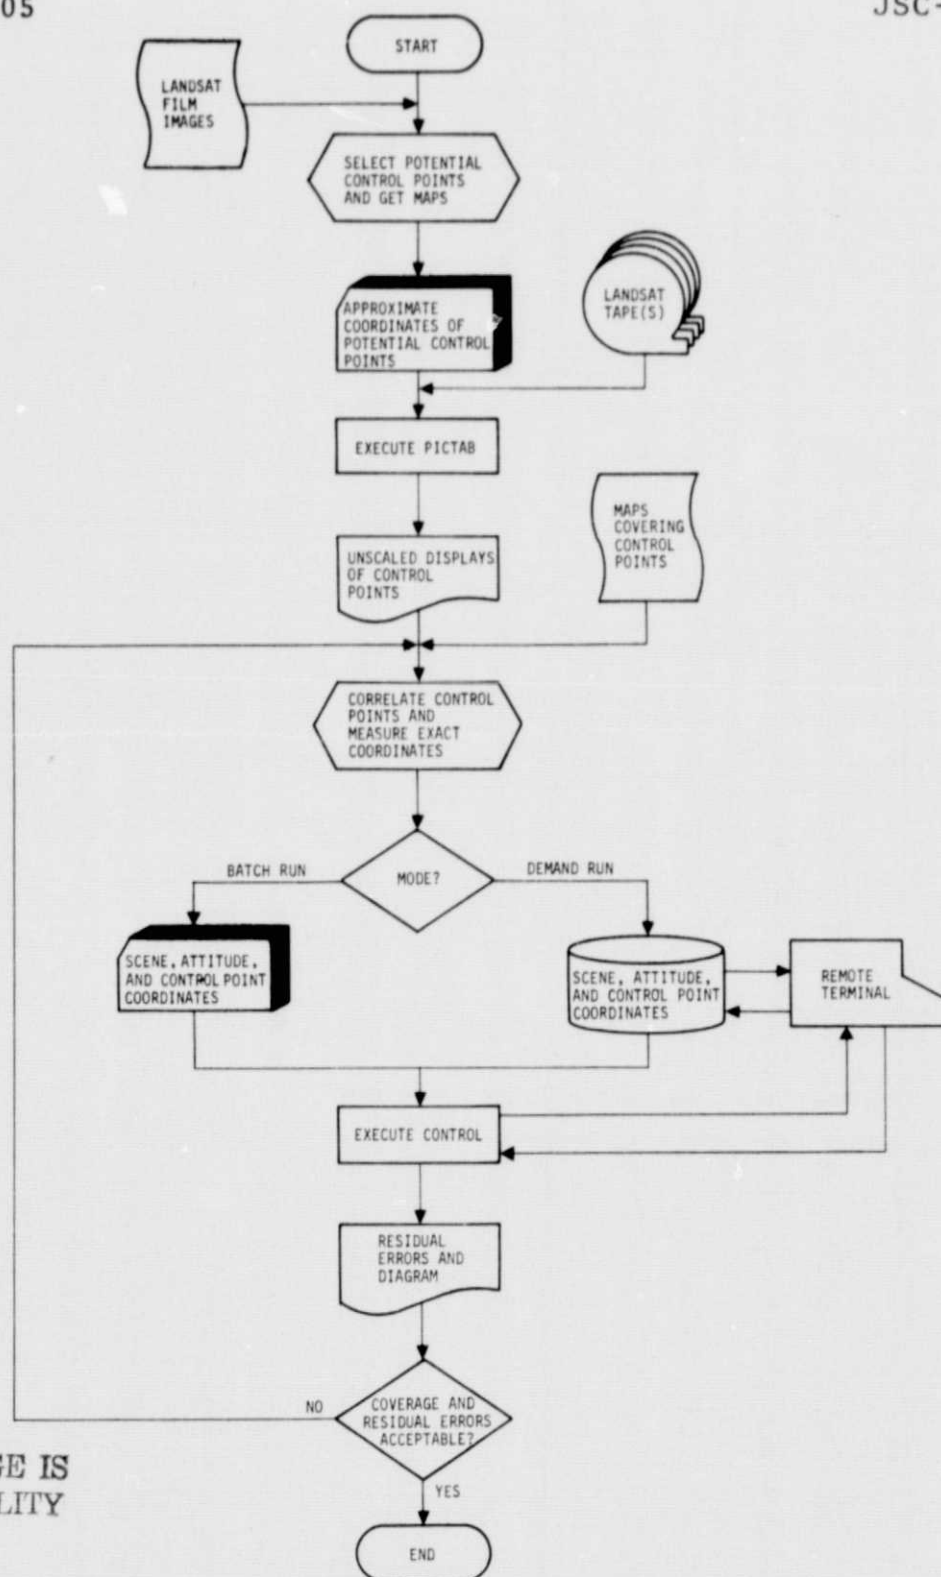 05
JSC-
START
LANDSAT
FILM
IMAGES
SELECT POTENTIAL
CONTROL POINTS
AND GET MAPS
LANDSAT
TAPE(S)
APPROXIMATE
COORDINATES OF
POTENTIAL CONTROL
POINTS
EXECUTE PICTAB
MAPS
COVERING
CONTROL
POINTS
UNSCALED DISPLAYS
OF CONTROL
POINTS
CORRELATE CONTROL
POINTS AND
MEASURE EXACT
COORDINATES
BATCH RUN
MODE?
DEMAND RUN
SCENE, ATTITUDE,
AND CONTROL POINT
COORDINATES
SCENE, ATTITUDE,
AND CONTROL POINT
COORDINATES
REMOTE
TERMINAL
EXECUTE CONTROL
RESIDUAL
ERRORS AND
DIAGRAM
NO
COVERAGE AND
RESIDUAL ERRORS
ACCEPTABLE?
GE IS
LITY
YES
END